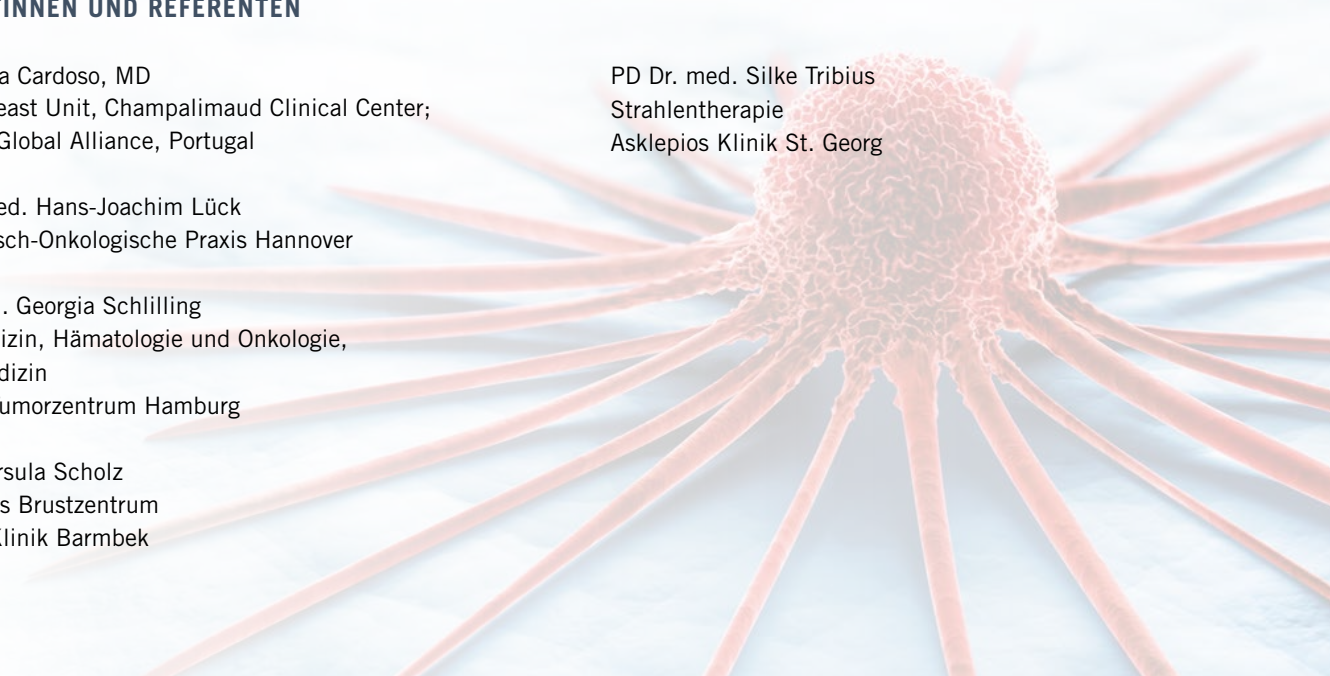 INNEN UND REFERENTEN
a Cardoso, MD
east Unit, Champalimaud Clinical Center;
Global Alliance, Portugal
ed. Hans-Joachim Lück
sch-Onkologische Praxis Hannover
. Georgia Schlilling
izin, Hämatologie und Onkologie,
dizin
umorzentrum Hamburg
rsula Scholz
s Brustzentrum
Klinik Barmbek
PD Dr. med. Silke Tribius
Strahlentherapie
Asklepios Klinik St. Georg